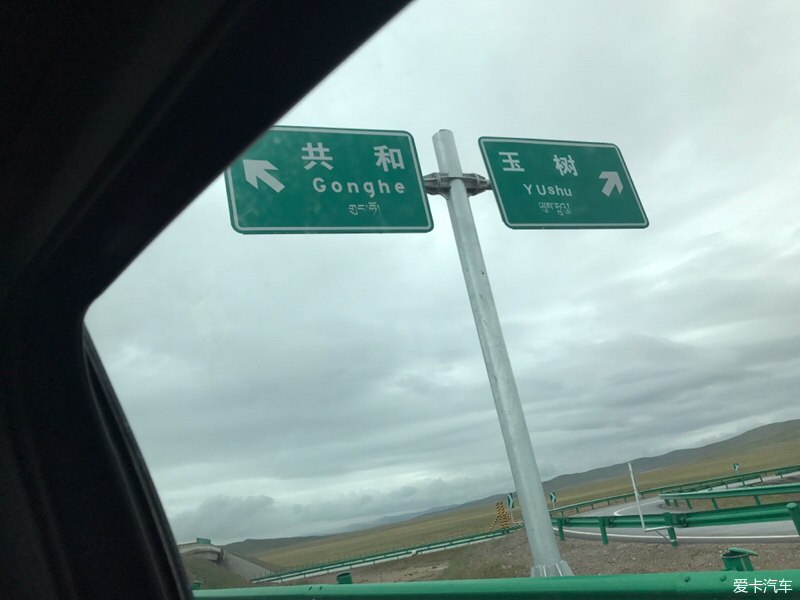 共和
Gonghe
གུང་ཧོ།
玉树
YUshu
ཡུས་ཧྲུའུ།
爱卡汽车